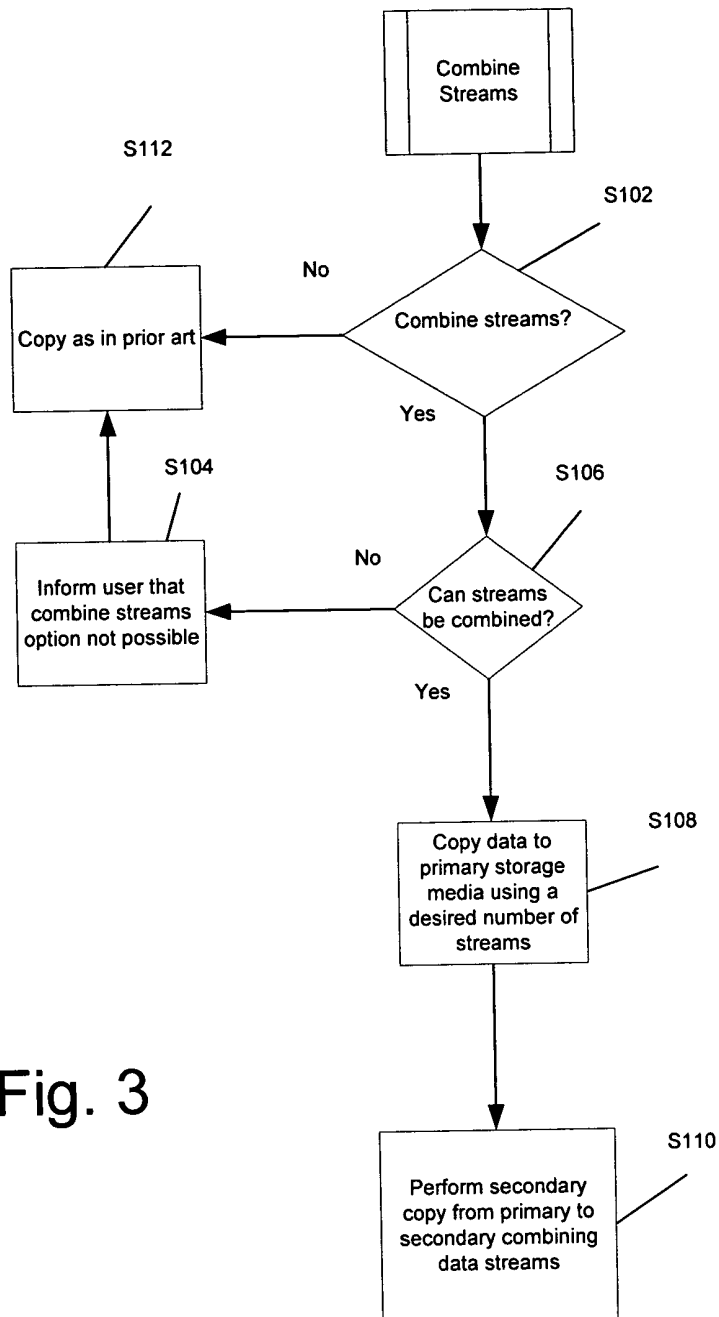 Combine
Streams
S112
S102
No
Combine streams?
Copy as in prior art
Yes
S104
S106
No
Inform user that
combine streams
option not possible
Can streams
be combined?
Yes
S108
Copy data to
primary storage
media using a
desired number of
streams
Fig. 3
S110
Perform secondary
copy from primary to
secondary combining
data streams